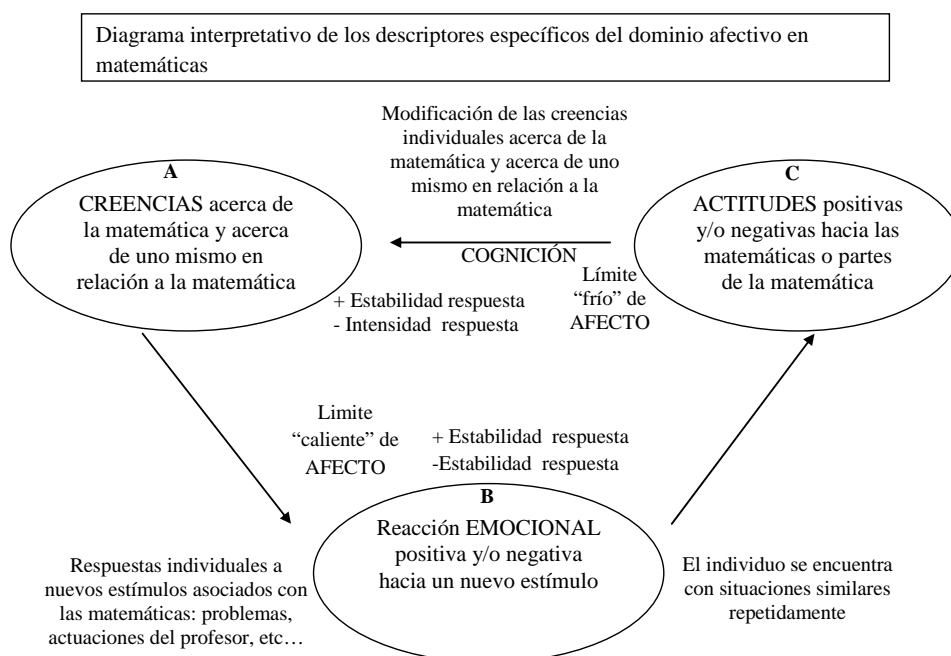 Diagrama interpretativo de los descriptores específicos del dominio afectivo en
matemáticas
Modificación de las creencias
individuales acerca de la
matemática y acerca de uno
mismo en relación a la
matemática
A
CREENCIAS acerca de
la matemática y acerca
de uno mismo en
relación a la matemática
C
ACTITUDES positivas
y/o negativas hacia las
matemáticas o partes
de la matemática
COGNICIÓN
+ Estabilidad respuesta
- Intensidad respuesta
Límite
“frío” de
AFECTO
Limite
“caliente” de
AFECTO
+ Estabilidad respuesta
-Estabilidad respuesta
B
Reacción EMOCIONAL
positiva y/o negativa
hacia un nuevo estímulo
Respuestas individuales a
nuevos estímulos asociados con
las matemáticas: problemas,
actuaciones del profesor, etc…
El individuo se encuentra
con situaciones similares
repetidamente